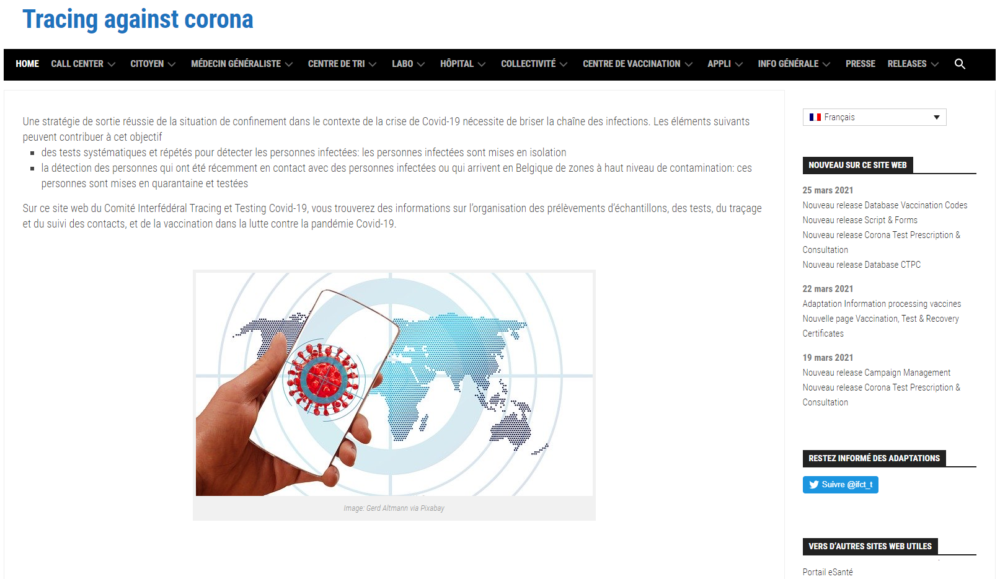 Tracing against corona
HOME CALL CENTER CITOYEN MÉDECIN GÉNÉRALISTE CENTRE DE TRI LABO HÔPITAL COLLECTIVITÉ CENTRE DE VACCINATION APPLI INFO GÉNÉRALE PRESSE RELEASES
Une stratégie de sortie réussie de la situation de confinement dans le contexte de la crise de Covid-19 nécessite de briser la chaîne des infections. Les éléments suivants
peuvent contribuer à cet objectif
des tests systématiques et répétés pour détecter les personnes infectées: les personnes infectées sont mises en isolation
la détection des personnes qui ont été récemment en contact avec des personnes infectées ou qui arrivent en Belgique de zones à haut niveau de contamination: ces
personnes sont mises en quarantaine et testées
Sur ce site web du Comité Interfédéral Tracing et Testing Covid-19, vous trouverez des informations sur l’organisation des prélèvements d’échantillons, des tests, du traçage
et du suivi des contacts, et de la vaccination dans la lutte contre la pandémie Covid-19.
Image: Gerd Altmann via Pixabay
Français
NOUVEAU SUR CE SITE WEB
25 mars 2021
Nouveau release Database Vaccination Codes
Nouveau release Script & Forms
Nouveau release Corona Test Prescription &
Consultation
Nouveau release Database CTPC
22 mars 2021
Adaptation Information processing vaccines
Nouvelle page Vaccination, Test & Recovery
Certificates
19 mars 2021
Nouveau release Campaign Management
Nouveau release Corona Test Prescription &
Consultation
RESTEZ INFORMÉ DES ADAPTATIONS
Suivre @ifct_t
VERS D’AUTRES SITES WEB UTILES
Portail eSanté